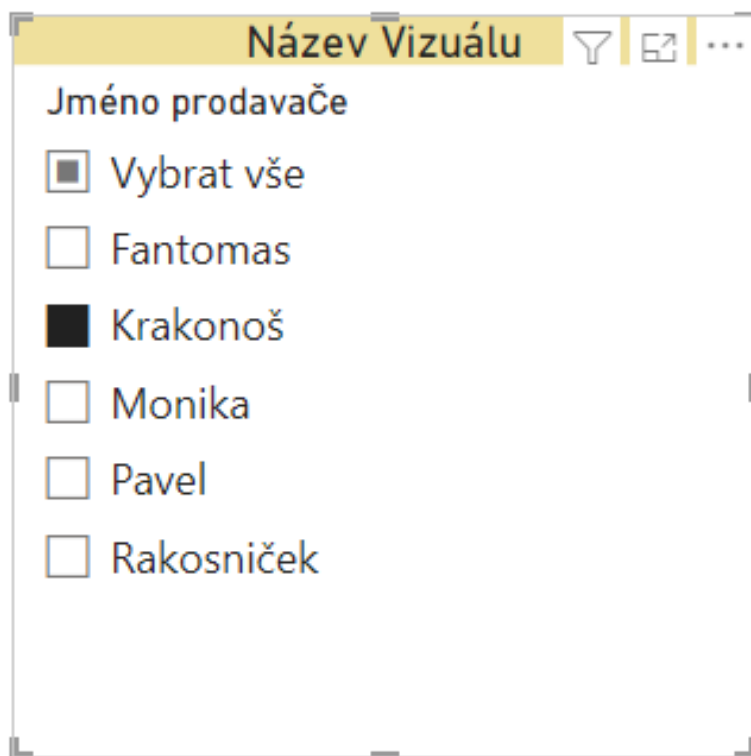 Název Vizuálu
Jméno prodavače
Vybrat vše
Fantomas
Krakonoš
Monika
Pavel
Rakosniček